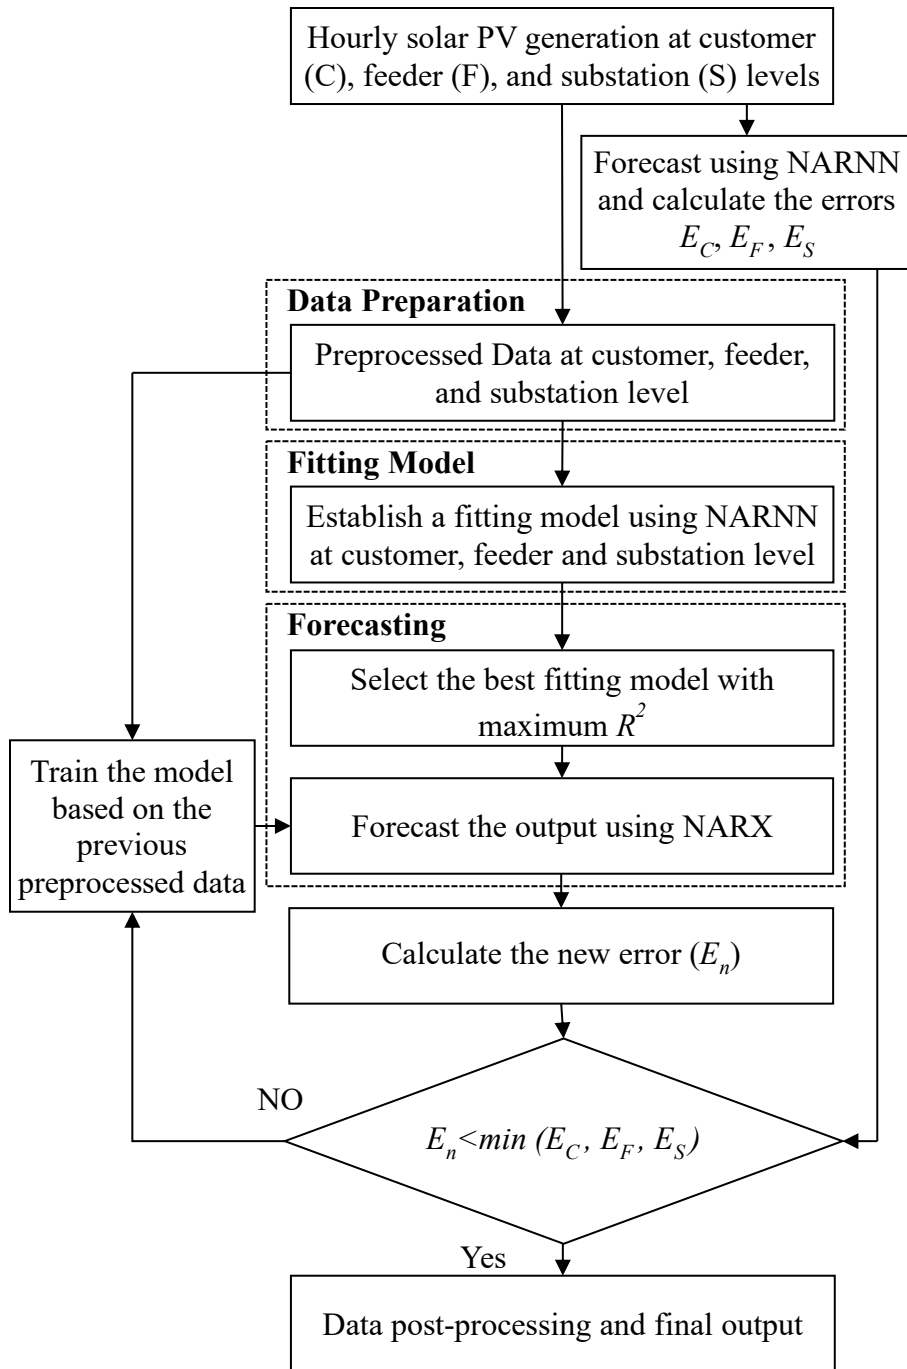 Hourly solar PV generation at customer
(C), feeder (F), and substation (S) levels
Forecast using NARNN
and calculate the errors
E_C, E_F, E_S
Data Preparation
Preprocessed Data at customer, feeder,
and substation level
Fitting Model
Establish a fitting model using NARNN
at customer, feeder and substation level
Forecasting
Select the best fitting model with
maximum R^2
Train the model
based on the
previous
preprocessed data
Forecast the output using NARX
Calculate the new error (E_n)
NO
E_n<min (E_C, E_F, E_S)
Yes
Data post-processing and final output